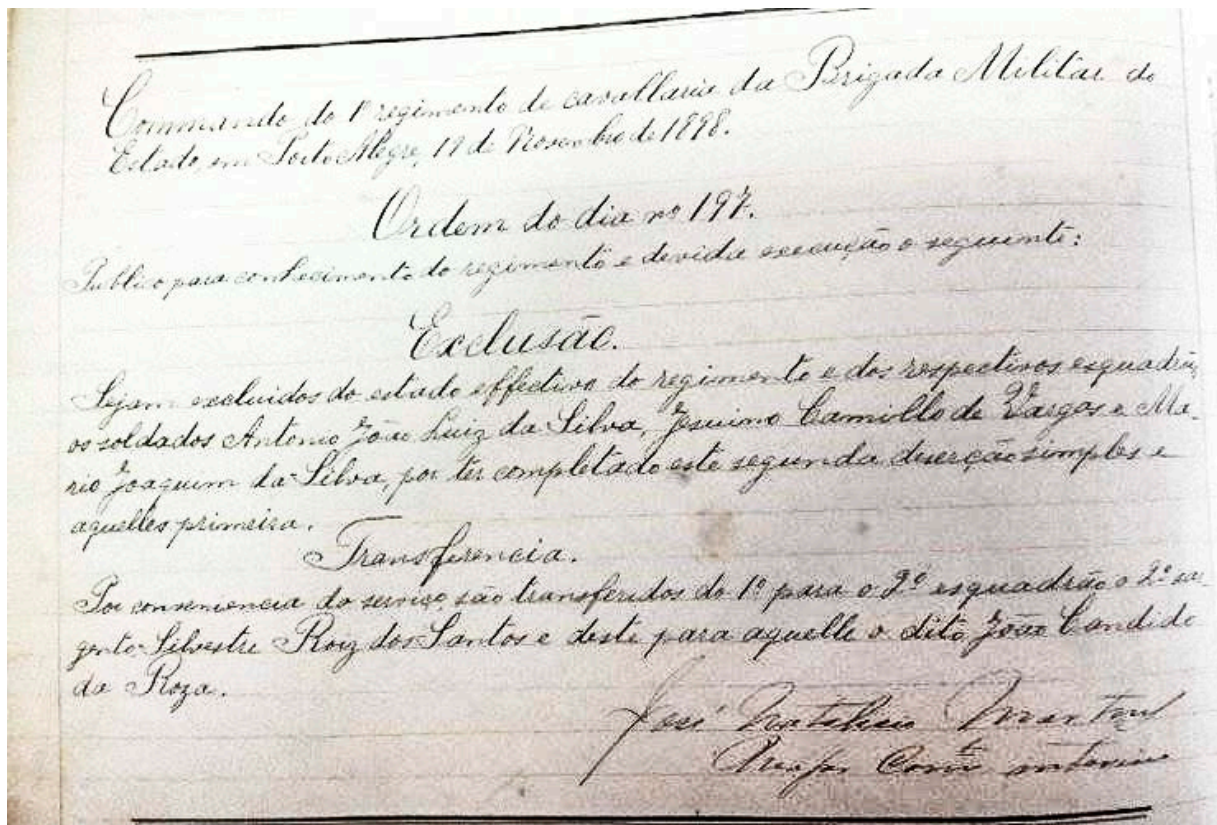 Commando do 1º regimento de cavallaria da Brigada Militar do
Estado, em Porto Alegre, 18 de Novembro de 1898.
Ordem do dia nº 197.
Publico para conhecimento do regimento e devida execução o seguinte:
Exclusão.
Sejam excluidos do estado effectivo do regimento e dos respectivos esquadrões,
os soldados Antonio João Luiz da Silva, Jesuino Camillo de Vargas e Ma-
rio Joaquim da Silva, por ter completado este segunda deserção simples e
aquelles primeira.
Transferencia.
Por conveniencia do serviço, são transferidos do 1º para o 2º esquadrão o 2º sar-
gento Silvestre Roiz dos Santos e deste para aquelle o dito João Candido
da Roza.
José Natalicio Martins
Major Comte interino